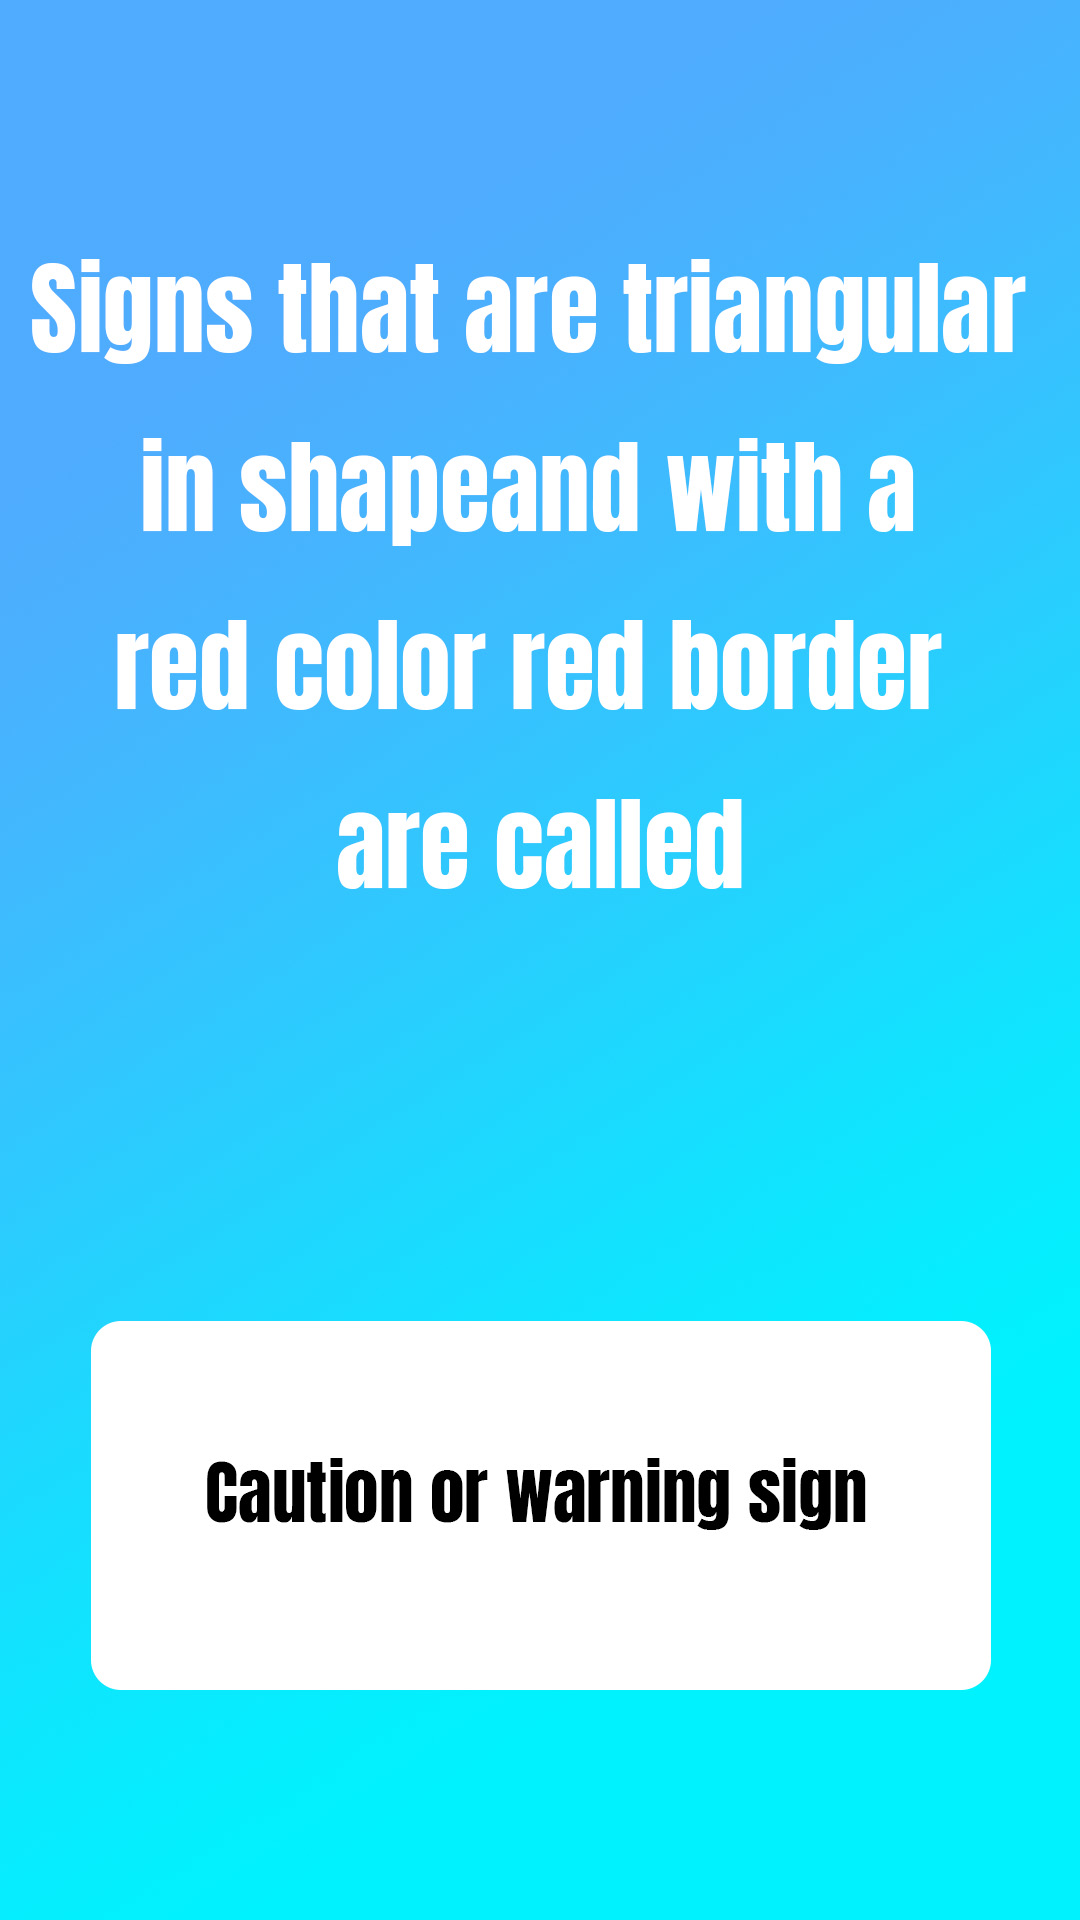 Signs that are triangular
in shapeand with a
red color red border
are called
Caution or warning sign